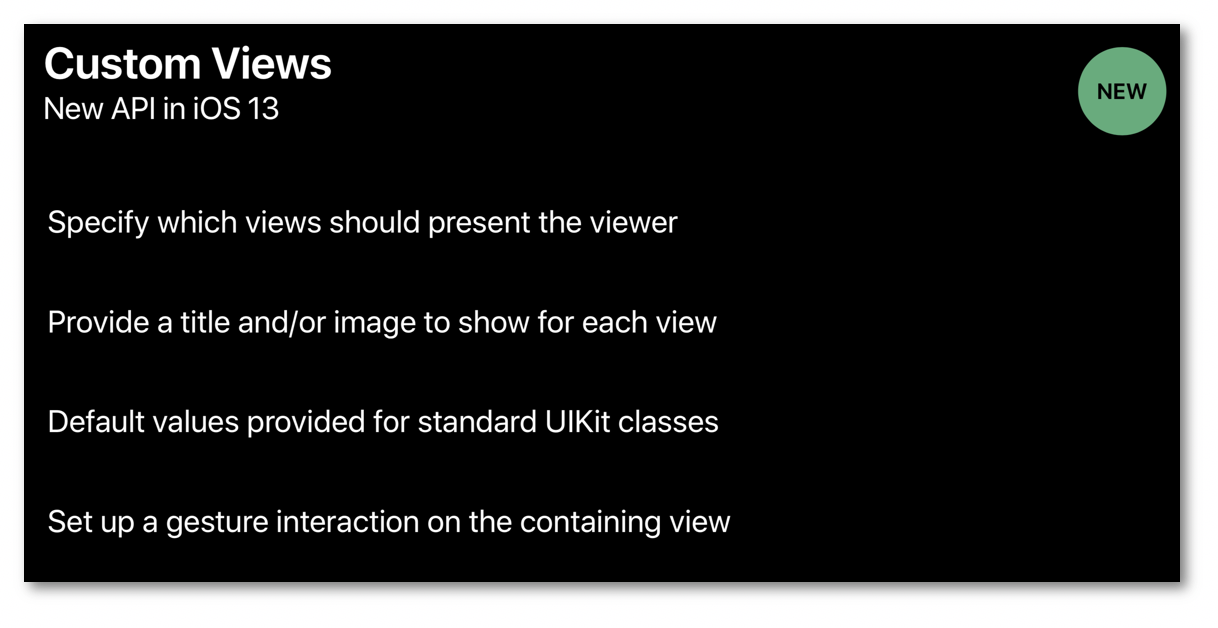 Custom Views
New API in iOS 13
NEW
Specify which views should present the viewer
Provide a title and/or image to show for each view
Default values provided for standard UIKit classes
Set up a gesture interaction on the containing view